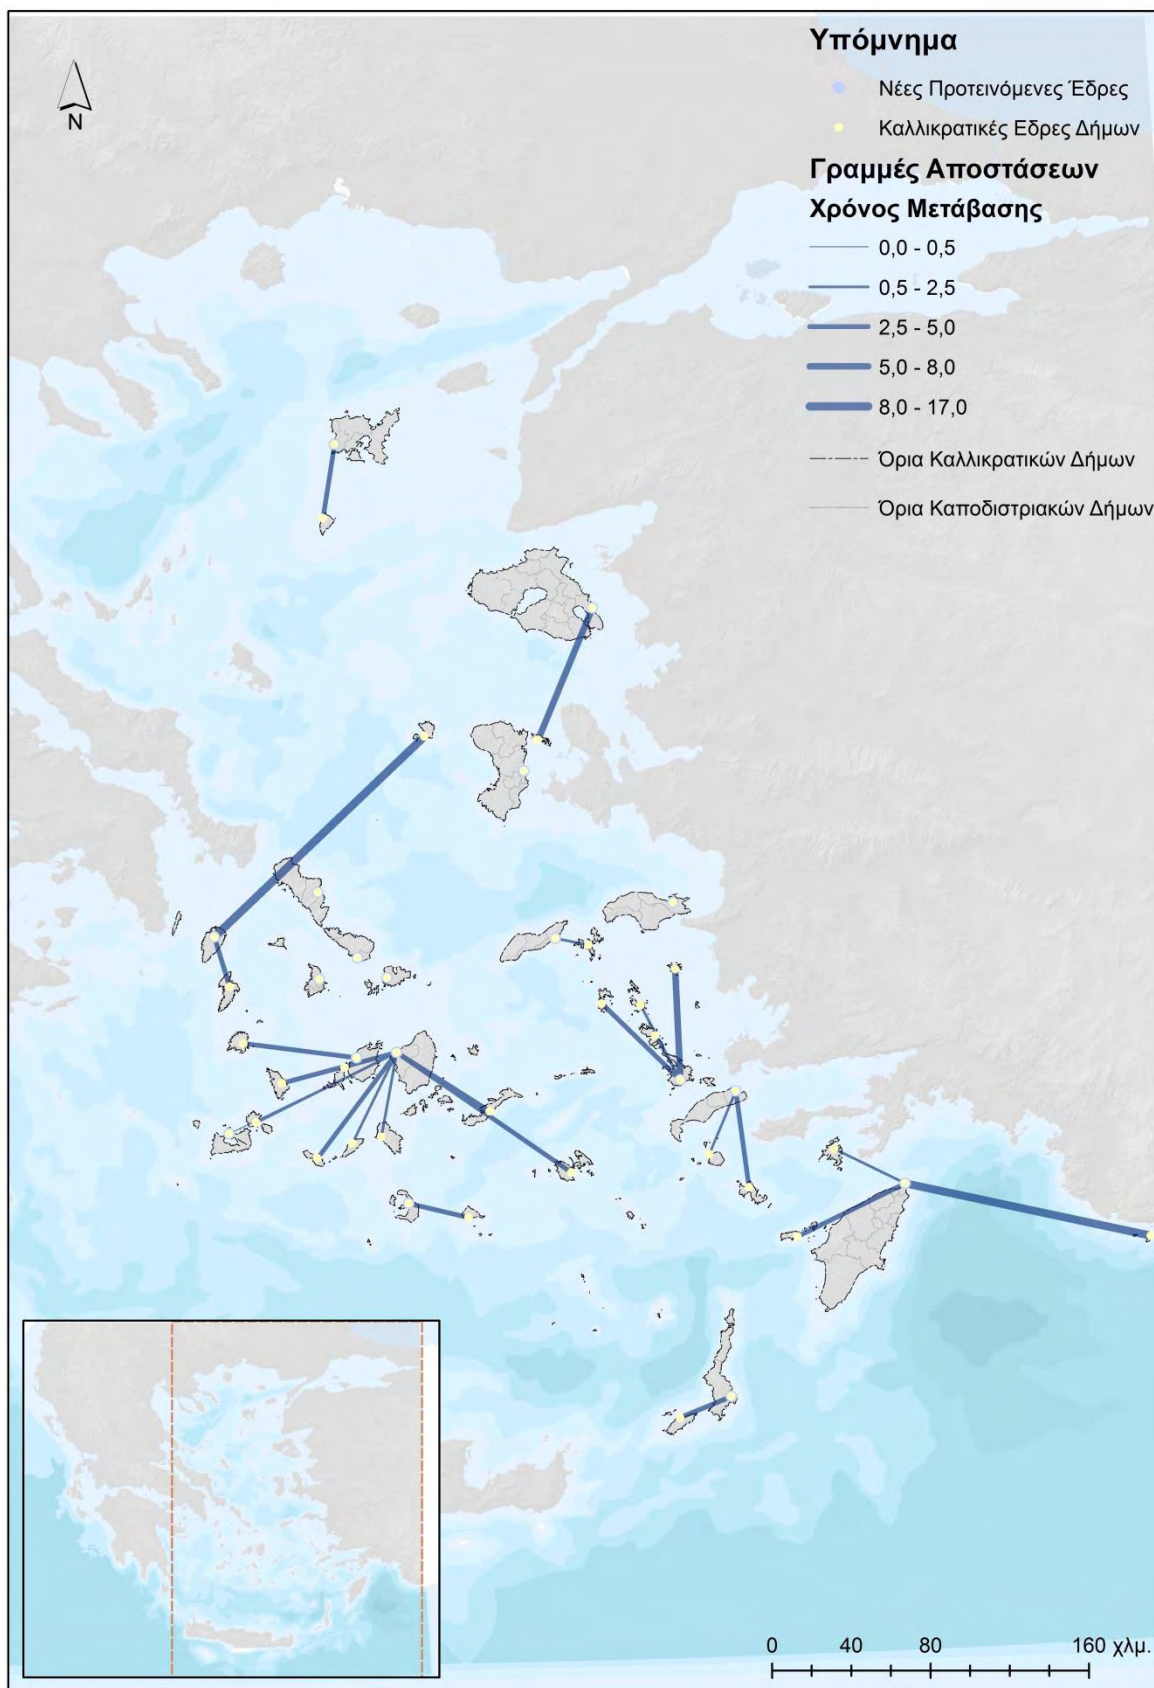 N
Υπόμνημα
Νέες Προτεινόμενες Έδρες
Καλλικρατικές Εδρες Δήμων
Γραμμές Αποστάσεων
Χρόνος Μετάβασης
0,0 - 0,5
0,5 - 2,5
2,5 - 5,0
5,0 - 8,0
8,0 - 17,0
Όρια Καλλικρατικών Δήμων
Όρια Καποδιστριακών Δήμων
0 40 80 160 χλμ.